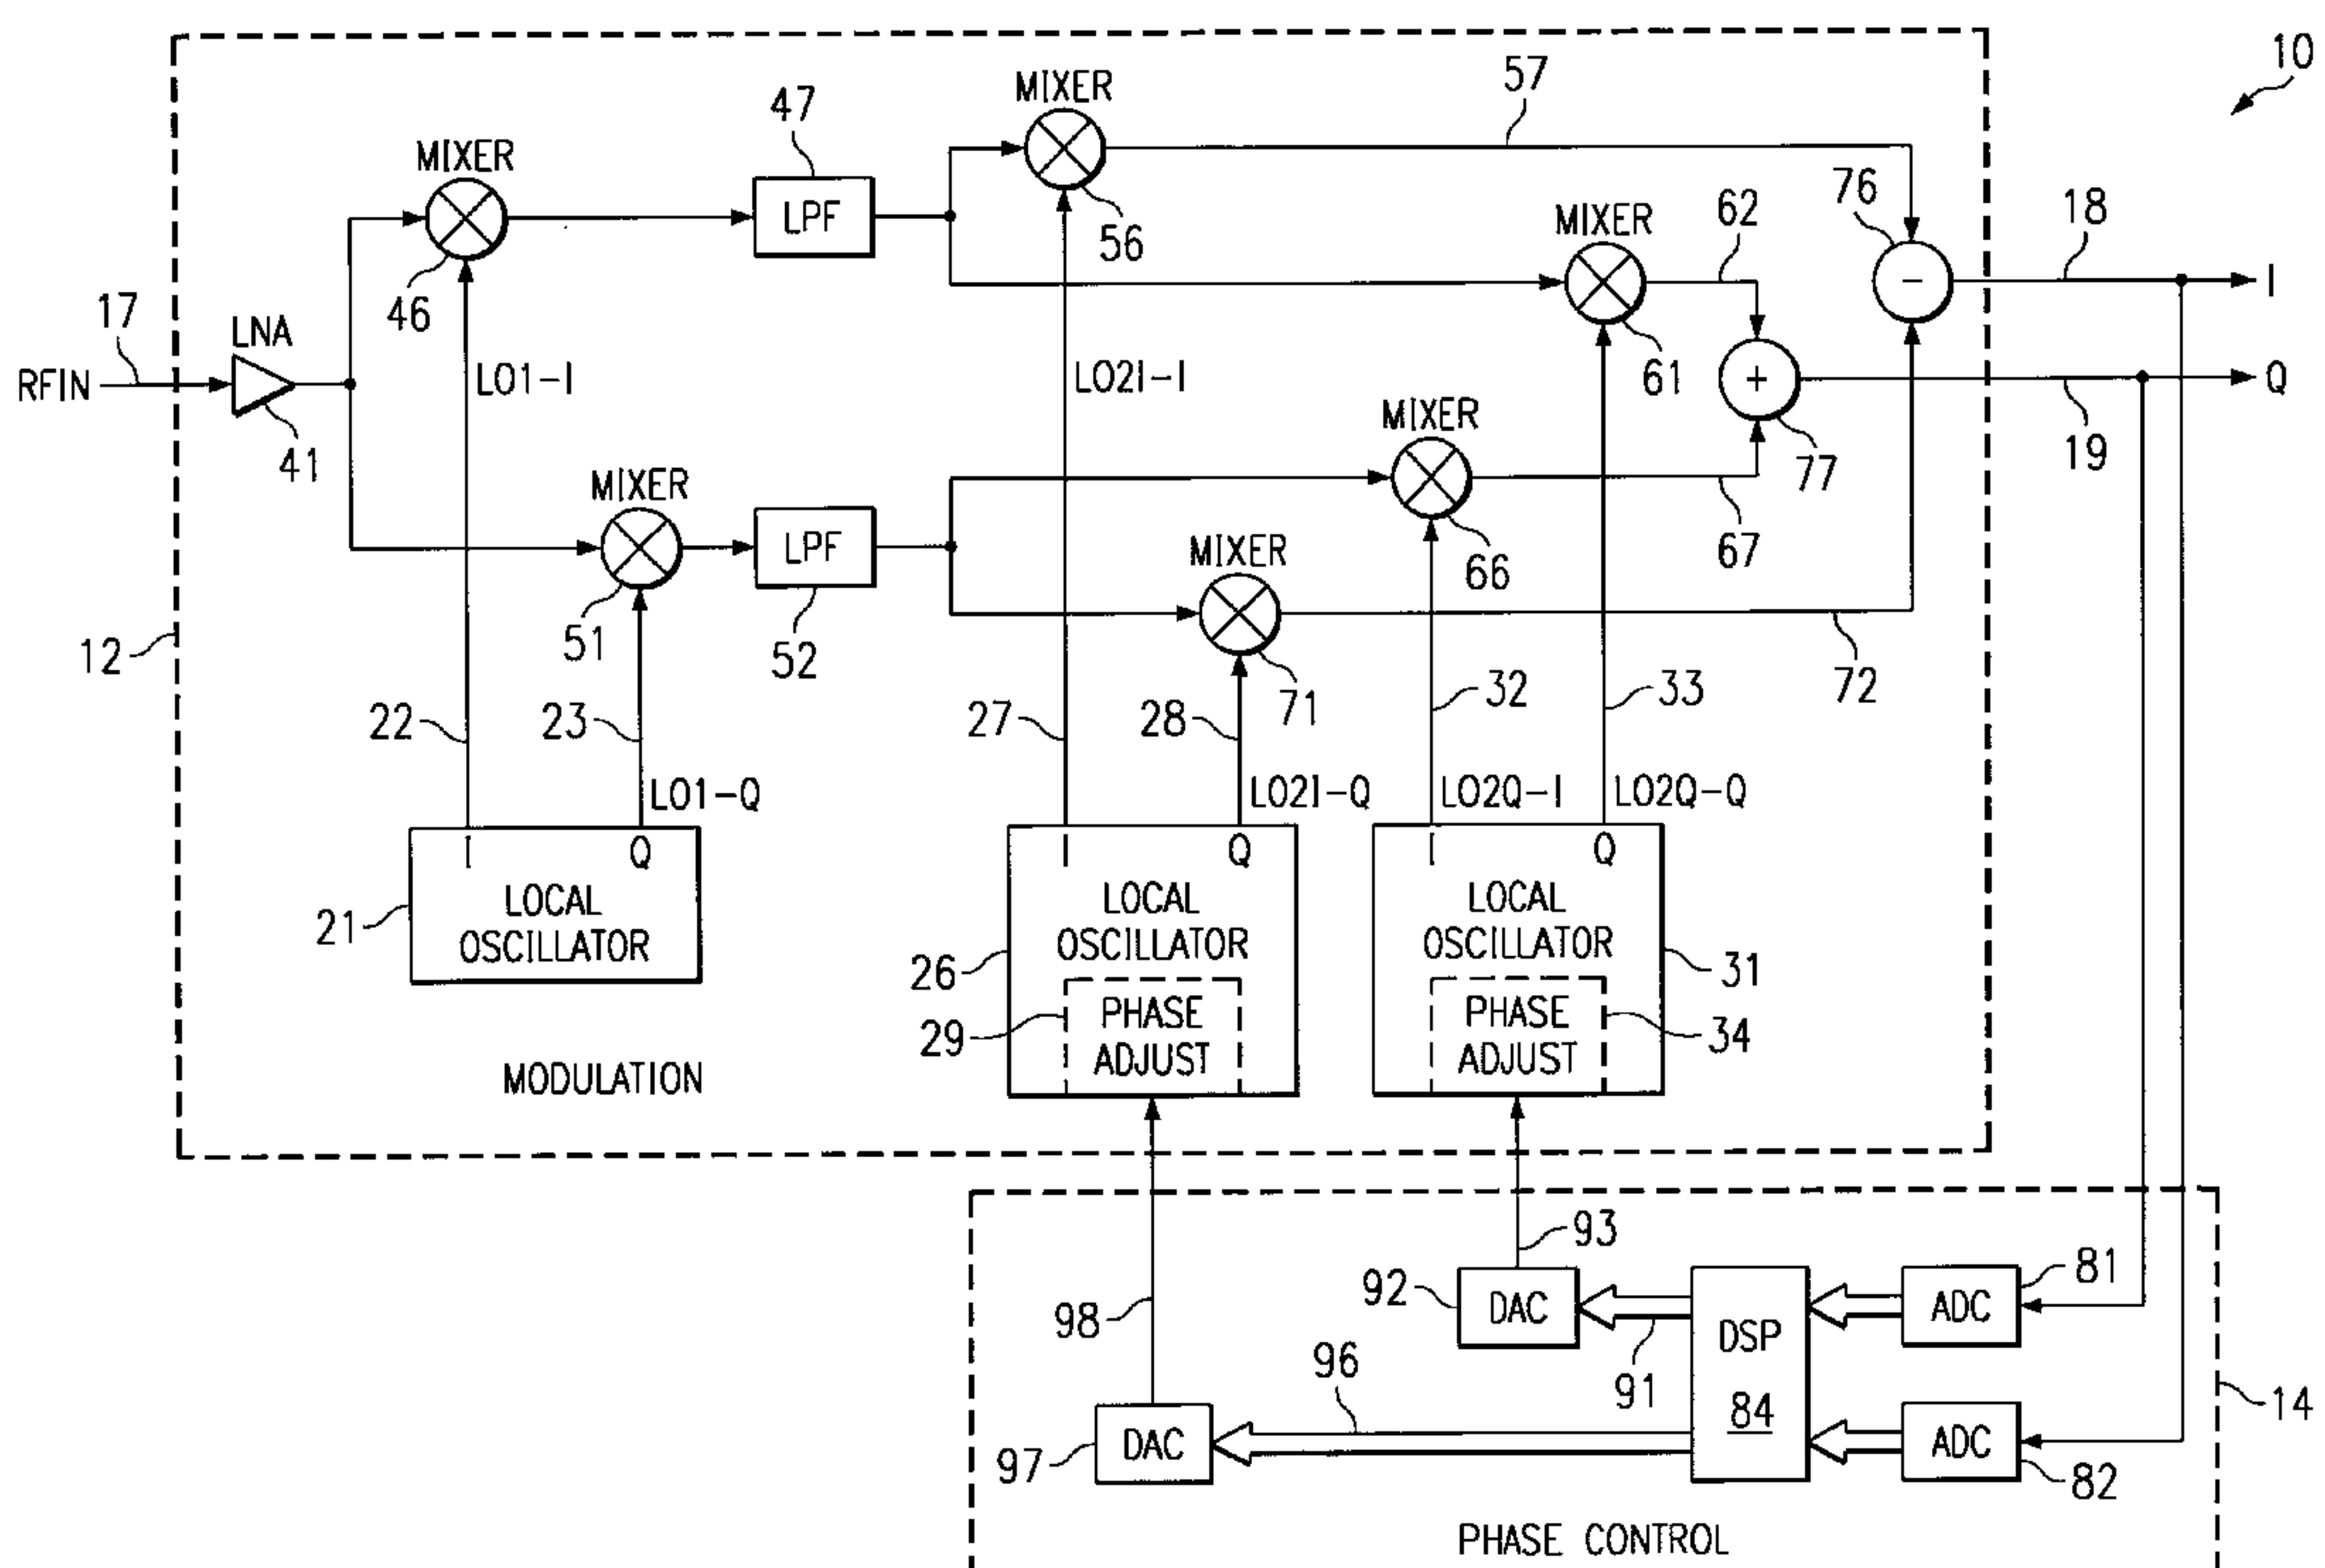 10
57
MIXER
47
MIXER
LPF
46
56
76
62
MIXER
18
-
I
61
17
LNA
RFIN
41
LO1-I
LO2I-I
+
Q
19
77
MIXER
MIXER
51
LPF
52
66
67
MIXER
71
72
12
22
23
27
28
32
33
LO1-Q
LO2I-Q
LO2Q-I
LO2Q-Q
I
Q
LOCAL
OSCILLATOR
21
I
Q
LOCAL
OSCILLATOR
26
PHASE
ADJUST
29
I
Q
LOCAL
OSCILLATOR
31
PHASE
ADJUST
34
MODULATION
93
98
92
DAC
91
DSP
84
ADC
81
96
97
DAC
ADC
82
14
PHASE CONTROL